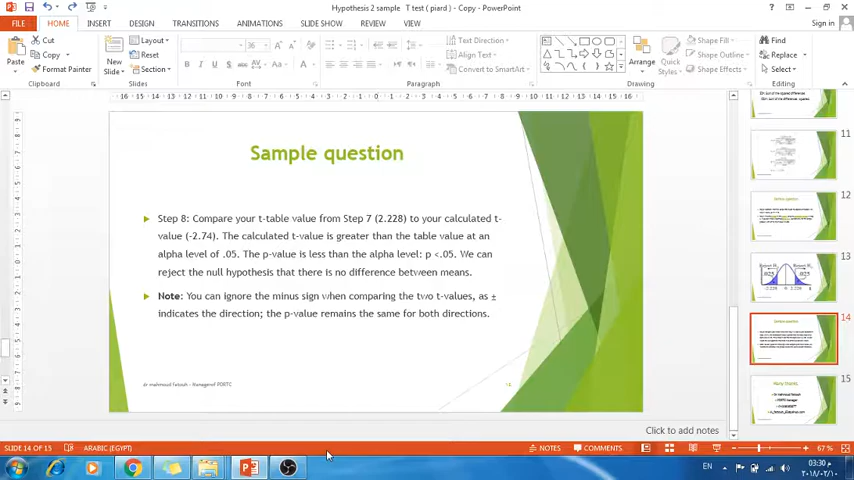 Hypothesis 2 sample T test ( piard ) - Copy - PowerPoint
FILE HOME INSERT DESIGN TRANSITIONS ANIMATIONS SLIDE SHOW REVIEW VIEW Sign in
Cut
Copy
Format Painter
Paste
Clipboard
New
Slide
Layout
Reset
Section
Slides
36
Font
Text Direction
Align Text
Convert to SmartArt
Paragraph
Arrange
Quick
Styles
Shape Fill
Shape Outline
Shape Effects
Drawing
Find
Replace
Select
Editing
Sample question
Step 8: Compare your t-table value from Step 7 (2.228) to your calculated t-
value (-2.74). The calculated t-value is greater than the table value at an
alpha level of .05. The p-value is less than the alpha level: p <.05. We can
reject the null hypothesis that there is no difference between means.
Note: You can ignore the minus sign when comparing the two t-values, as ±
indicates the direction; the p-value remains the same for both directions.
11
12
13
14
15
Many thanks
Click to add notes
SLIDE 14 OF 15 ARABIC (EGYPT) NOTES COMMENTS 67 %
EN
03:30 م
٢٠١٨/٠٢/١٠